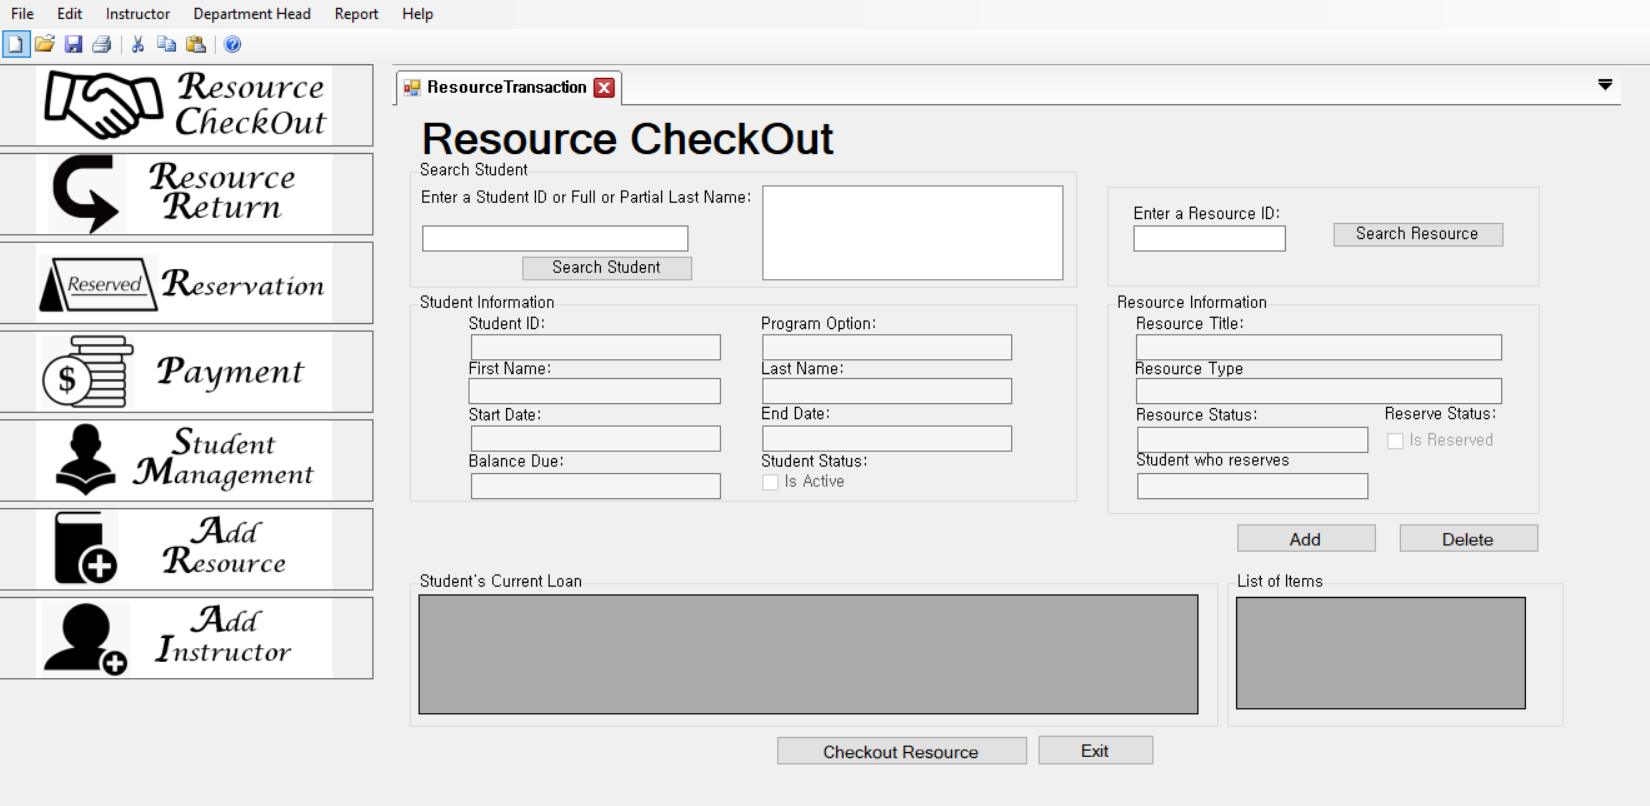 File Edit Instructor Department Head Report Help
Resource
CheckOut
Resource
Return
Reserved
Reservation
$
Payment
Student
Management
Add
Resource
Add
Instructor
ResourceTransaction
Resource CheckOut
Search Student
Enter a Student ID or Full or Partial Last Name:
Search Student
Enter a Resource ID:
Search Resource
Student Information
Student ID:
Program Option:
First Name:
Last Name:
Start Date:
End Date:
Balance Due:
Student Status:
Is Active
Resource Information
Resource Title:
Resource Type
Resource Status:
Reserve Status:
Is Reserved
Student who reserves
Add
Delete
Student's Current Loan
List of Items
Checkout Resource
Exit